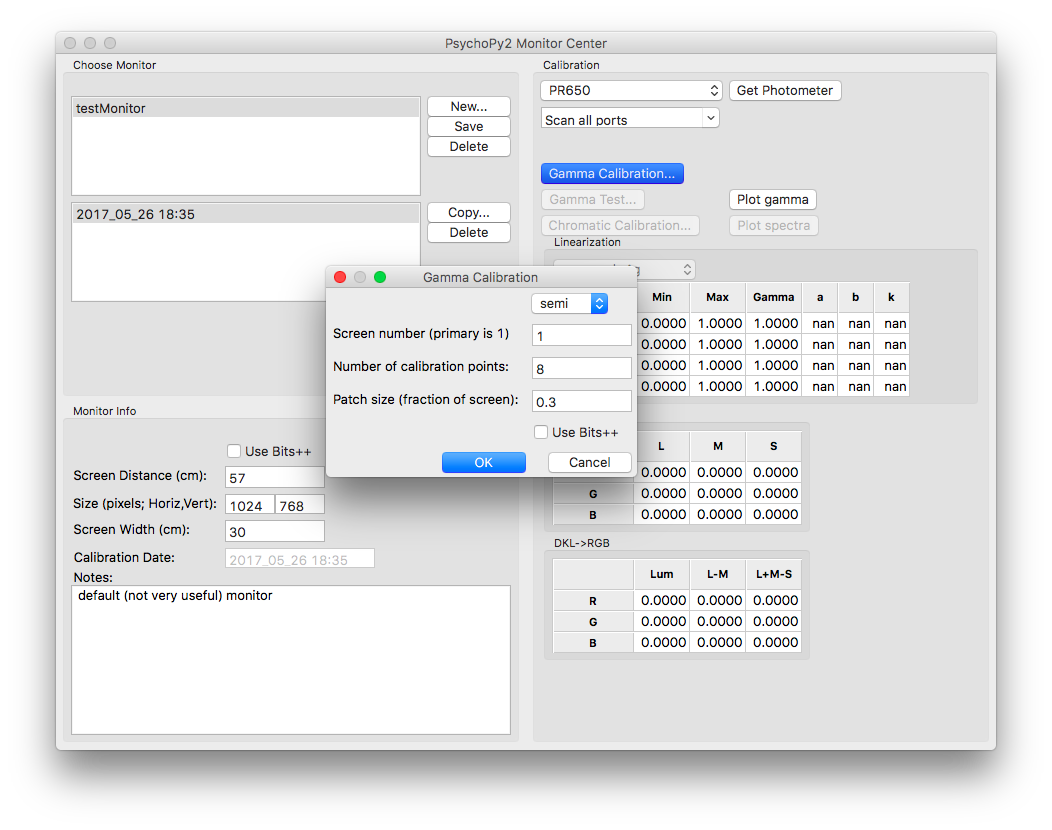 PsychoPy2 Monitor Center
Choose Monitor
testMonitor
New...
Save
Delete
2017_05_26 18:35
Copy...
Delete
Calibration
PR650
Get Photometer
Scan all ports
Gamma Calibration...
Gamma Test...
Plot gamma
Chromatic Calibration...
Plot spectra
Linearization
Min Max Gamma a b k
0.0000 1.0000 1.0000 nan nan nan
0.0000 1.0000 1.0000 nan nan nan
0.0000 1.0000 1.0000 nan nan nan
0.0000 1.0000 1.0000 nan nan nan
Gamma Calibration
semi
Screen number (primary is 1) 1
Number of calibration points: 8
Patch size (fraction of screen): 0.3
Use Bits++
OK Cancel
Monitor Info
Use Bits++
Screen Distance (cm): 57
Size (pixels; Horiz,Vert): 1024 768
Screen Width (cm): 30
Calibration Date: 2017_05_26 18:35
Notes:
default (not very useful) monitor
L M S
0.0000 0.0000 0.0000
G 0.0000 0.0000 0.0000
B 0.0000 0.0000 0.0000
DKL->RGB
Lum L-M L+M-S
R 0.0000 0.0000 0.0000
G 0.0000 0.0000 0.0000
B 0.0000 0.0000 0.0000